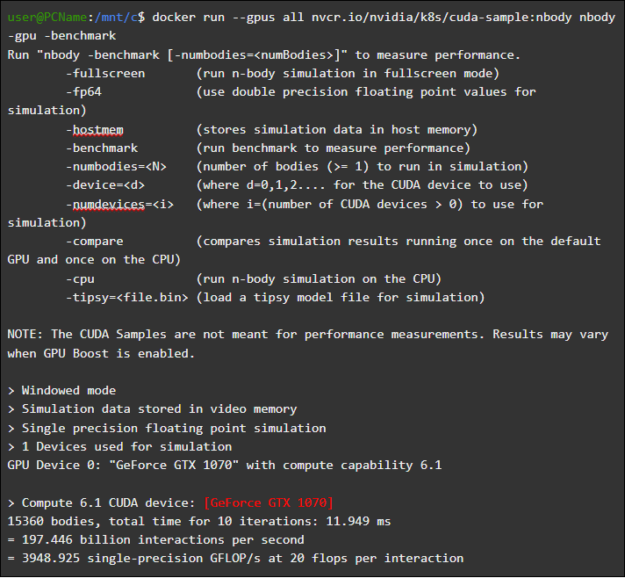 user@PCName:/mnt/c$ docker run --gpus all nvcr.io/nvidia/k8s/cuda-sample:nbody nbody
-gpu -benchmark
Run "nbody -benchmark [-numbodies=<numBodies>]" to measure performance.
        -fullscreen       (run n-body simulation in fullscreen mode)
        -fp64             (use double precision floating point values for
simulation)
        -hostmem          (stores simulation data in host memory)
        -benchmark        (run benchmark to measure performance)
        -numbodies=<N>    (number of bodies (>= 1) to run in simulation)
        -device=<d>       (where d=0,1,2.... for the CUDA device to use)
        -numdevices=<i>   (where i=(number of CUDA devices > 0) to use for
simulation)
        -compare          (compares simulation results running once on the default
GPU and once on the CPU)
        -cpu              (run n-body simulation on the CPU)
        -tipsy=<file.bin> (load a tipsy model file for simulation)

NOTE: The CUDA Samples are not meant for performance measurements. Results may vary
when GPU Boost is enabled.

> Windowed mode
> Simulation data stored in video memory
> Single precision floating point simulation
> 1 Devices used for simulation
GPU Device 0: "GeForce GTX 1070" with compute capability 6.1

> Compute 6.1 CUDA device: [GeForce GTX 1070]
15360 bodies, total time for 10 iterations: 11.949 ms
= 197.446 billion interactions per second
= 3948.925 single-precision GFLOP/s at 20 flops per interaction